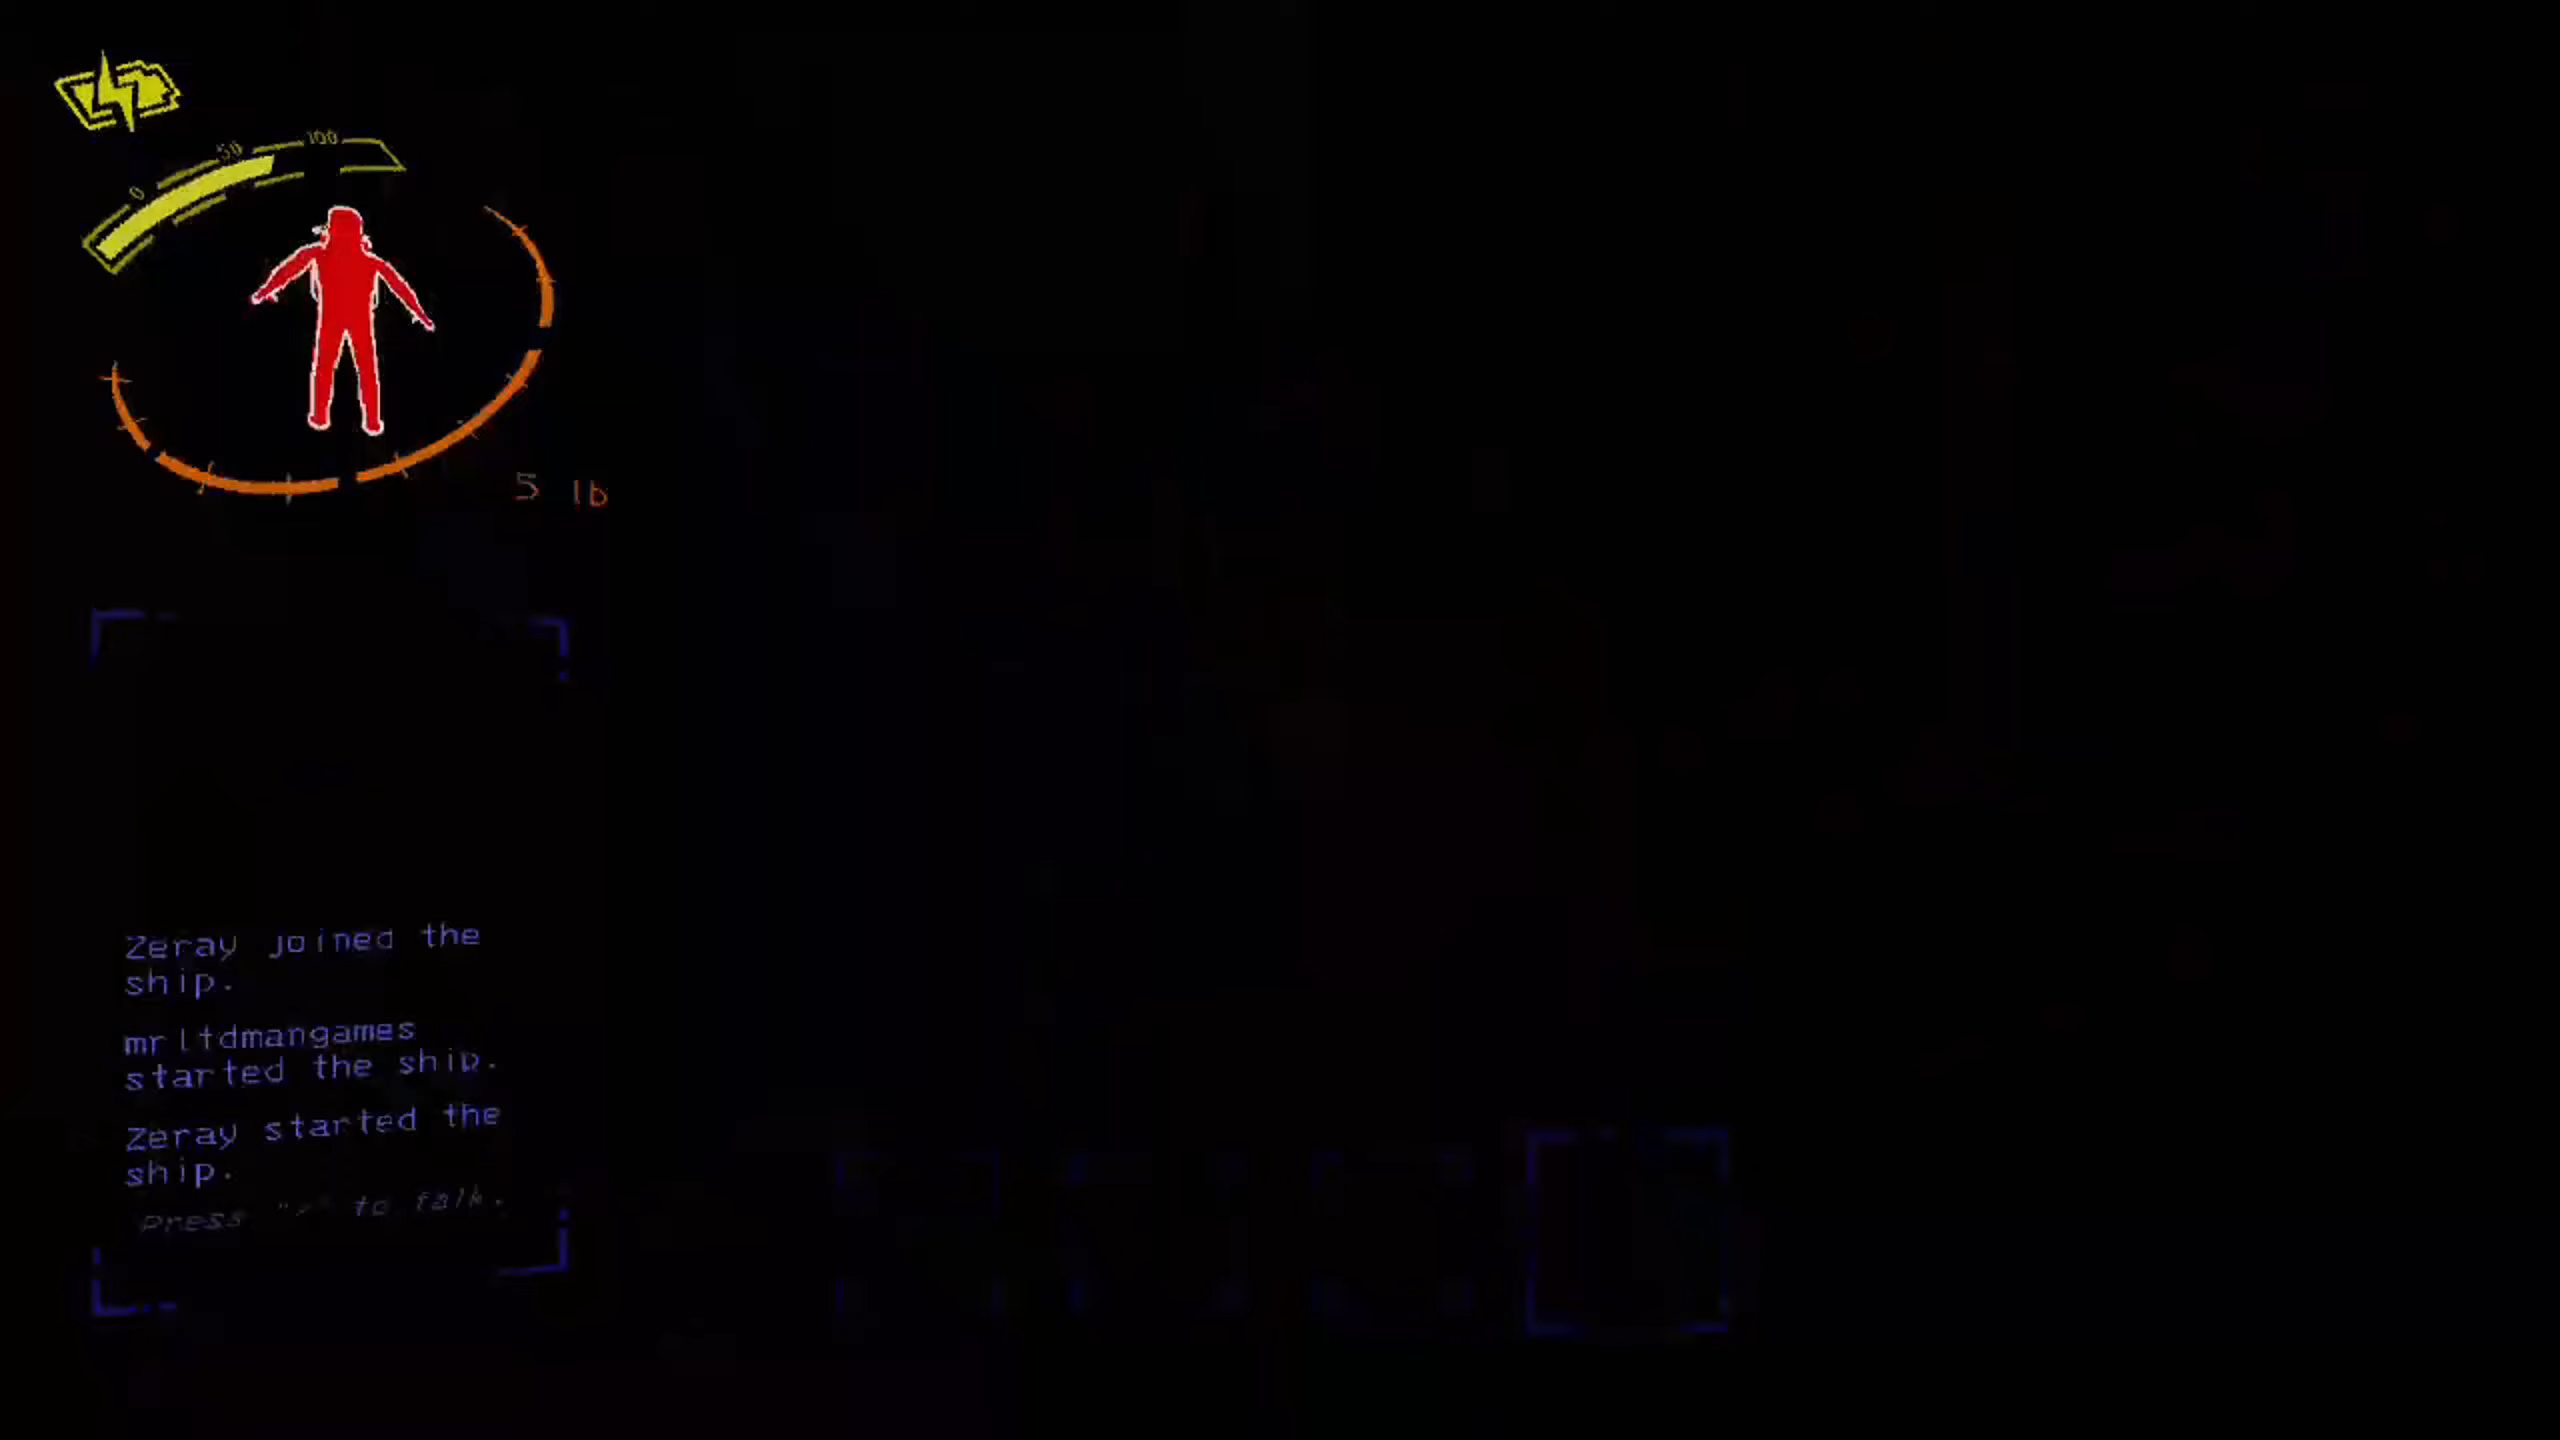 0 50 100
5 lb
Zeray joined the
ship.
mrltdmangames
started the ship.
Zeray started the
ship.
Press "/" to talk.